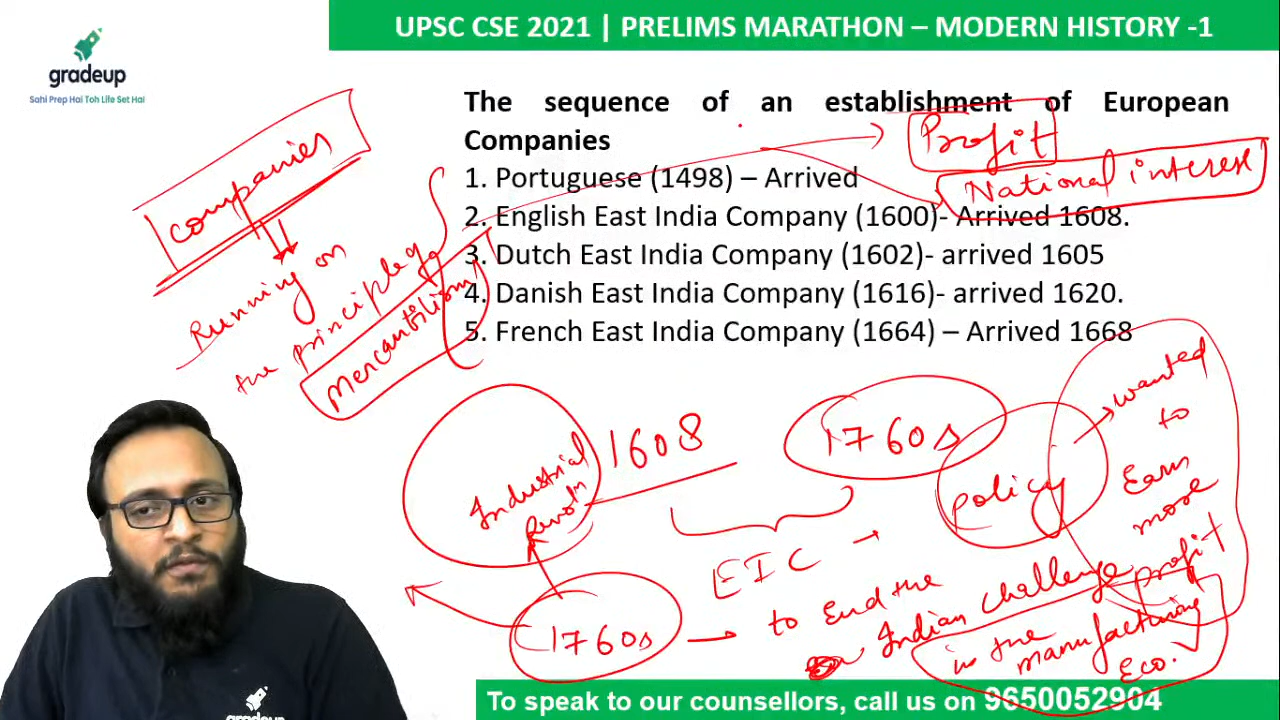 UPSC CSE 2021 | PRELIMS MARATHON – MODERN HISTORY -1
gradeup
Sahi Prep Hai Toh Life Set Hai
The sequence of an establishment of European
Companies
1. Portuguese (1498) – Arrived
2. English East India Company (1600)- Arrived 1608.
3. Dutch East India Company (1602)- arrived 1605
4. Danish East India Company (1616)- arrived 1620.
5. French East India Company (1664) – Arrived 1668
Profit
National interest
companies
Running on
the principle of
Mercantilism
Industrial
Revotn
1608
1760s
EIC
policy
wanted
to
Earn
more
profit
1760s
to End the
Indian challenge
in the
manufacturing
Eco.
gradeup
To speak to our counsellors, call us on 9650052904